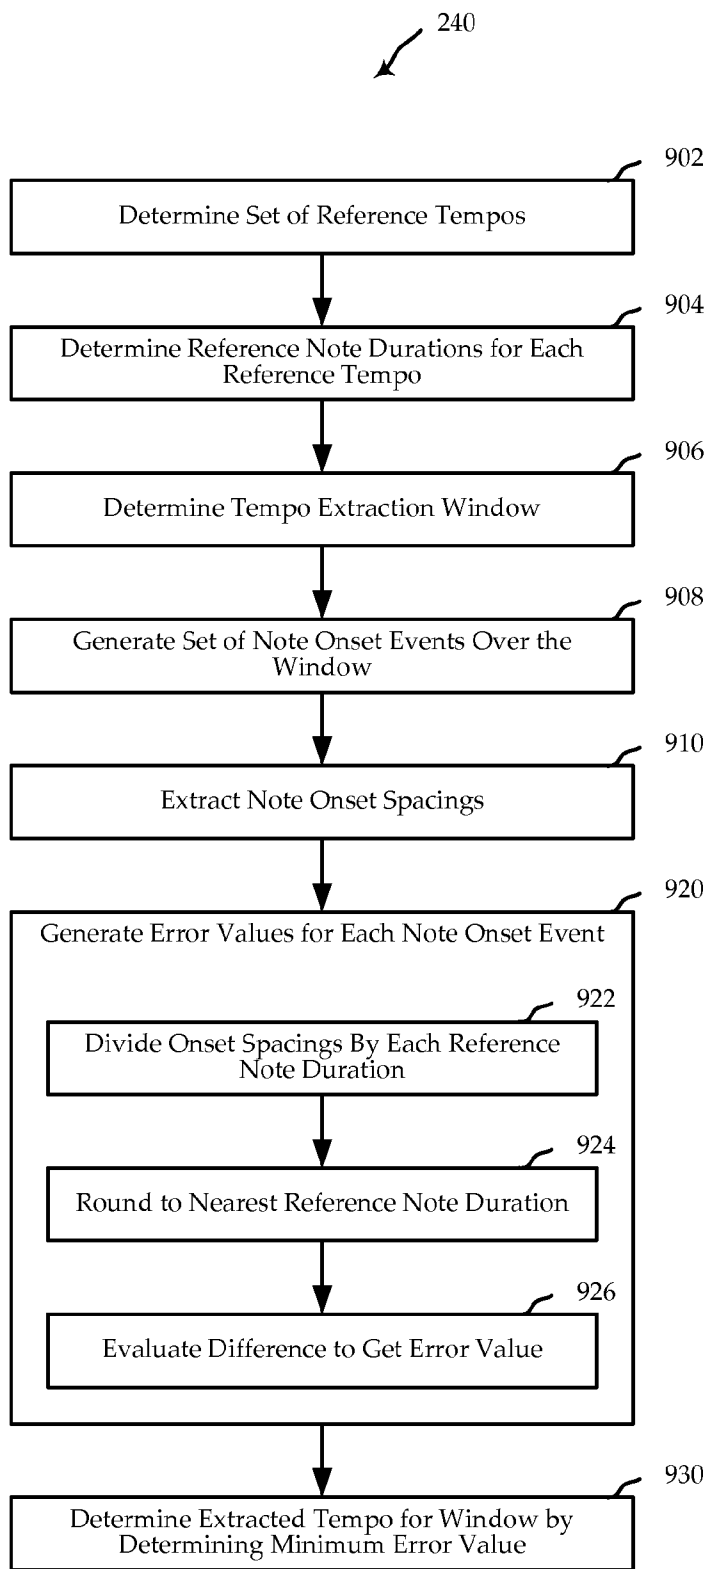 240
902
Determine Set of Reference Tempos
904
Determine Reference Note Durations for Each
Reference Tempo
906
Determine Tempo Extraction Window
908
Generate Set of Note Onset Events Over the
Window
910
Extract Note Onset Spacings
920
Generate Error Values for Each Note Onset Event
922
Divide Onset Spacings By Each Reference
Note Duration
924
Round to Nearest Reference Note Duration
926
Evaluate Difference to Get Error Value
930
Determine Extracted Tempo for Window by
Determining Minimum Error Value